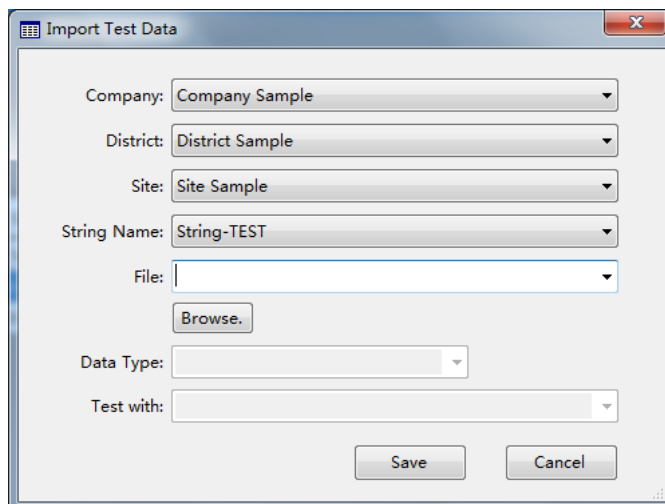 Import Test Data
Company: Company Sample
District: District Sample
Site: Site Sample
String Name: String-TEST
File:
Browse.
Data Type:
Test with:
Save Cancel